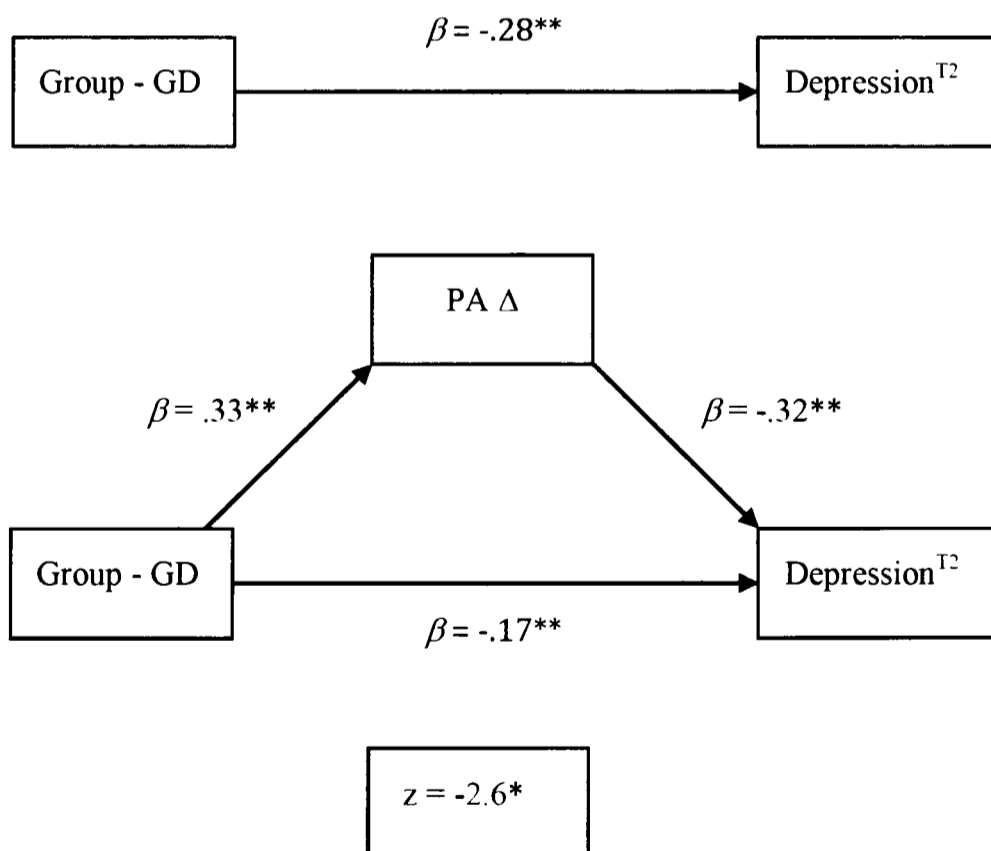 β = -.28**
Group - GD
Depression^T2
PA Δ
β = .33**
β = -.32**
Group - GD
Depression^T2
β = -.17**
z = -2.6*